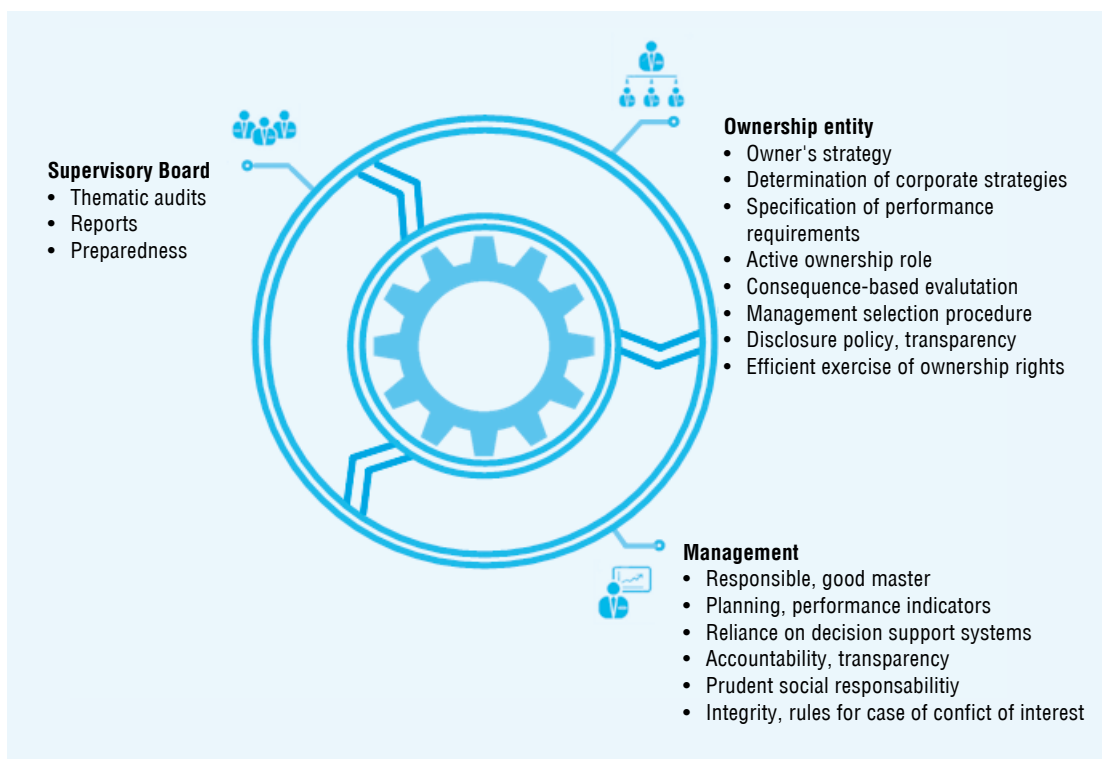 Supervisory Board
• Thematic audits
• Reports
• Preparedness
Ownership entity
• Owner's strategy
• Determination of corporate strategies
• Specification of performance
requirements
• Active ownership role
• Consequence-based evalutation
• Management selection procedure
• Disclosure policy, transparency
• Efficient exercise of ownership rights
Management
• Responsible, good master
• Planning, performance indicators
• Reliance on decision support systems
• Accountability, transparency
• Prudent social responsabilitiy
• Integrity, rules for case of confict of interest